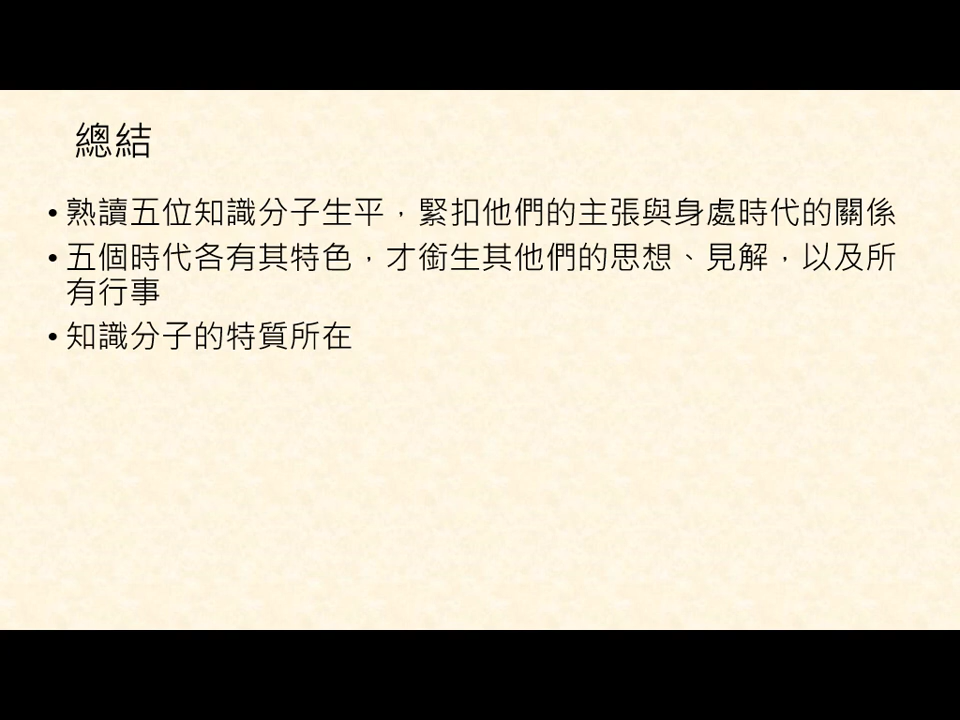 總結
• 熟讀五位知識分子生平，緊扣他們的主張與身處時代的關係
• 五個時代各有其特色，才衞生其他們的思想、見解，以及所
有行事
• 知識分子的特質所在